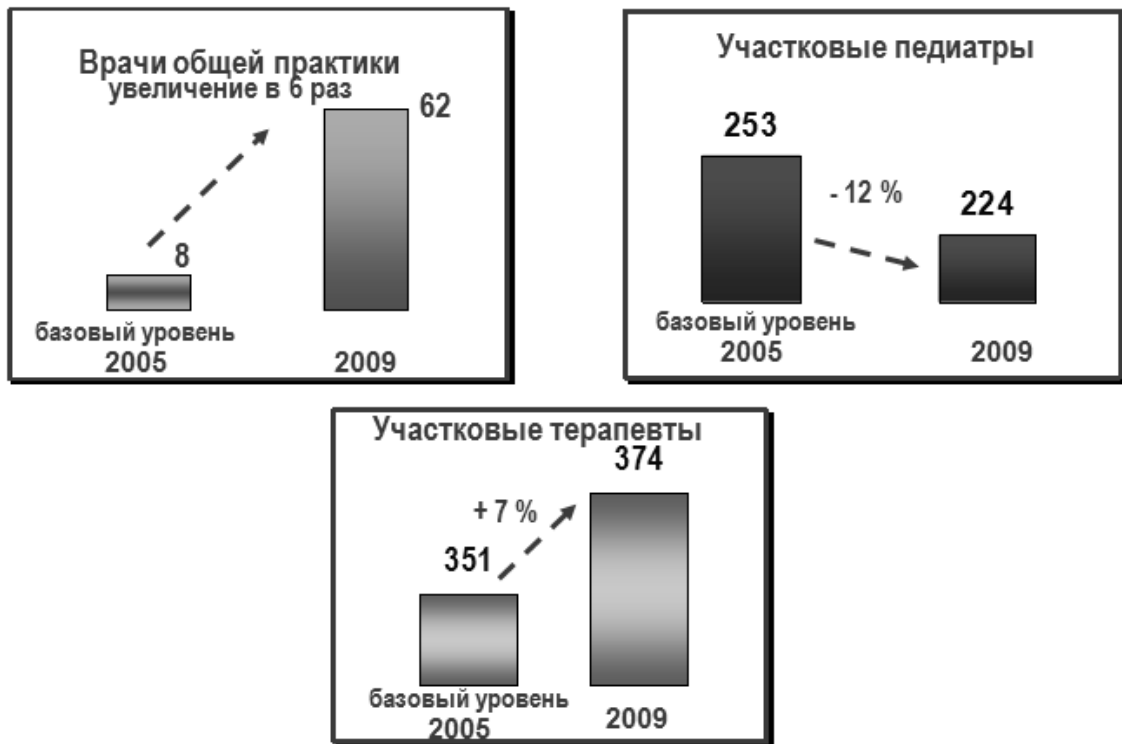 Врачи общей практики
увеличение в 6 раз
62
8
базовый уровень
2005
2009
Участковые педиатры
253
- 12 %
224
базовый уровень
2005
2009
Участковые терапевты
374
+ 7 %
351
базовый уровень
2005
2009